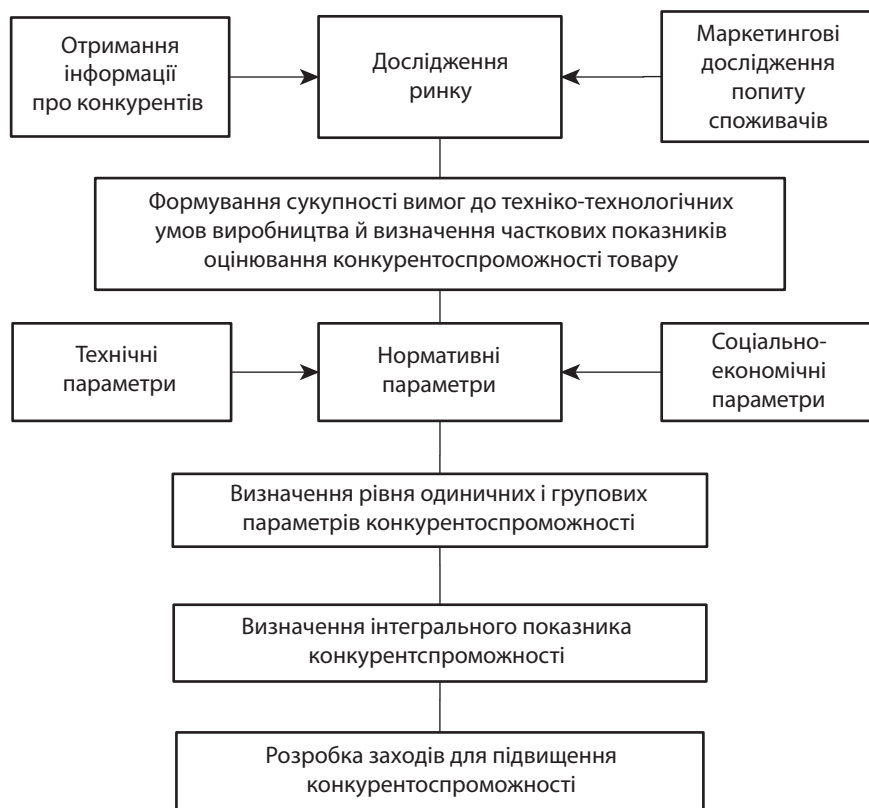 Отримання
інформації
про конкурентів
Дослідження
ринку
Маркетингові
дослідження
попиту
споживачів
Формування сукупності вимог до техніко-технологічних
умов виробництва й визначення часткових показників
оцінювання конкурентоспроможності товару
Технічні
параметри
Нормативні
параметри
Соціально-
економічні
параметри
Визначення рівня одиничних і групових
параметрів конкурентоспроможності
Визначення інтегрального показника
конкурентспроможності
Розробка заходів для підвищення
конкурентоспроможності